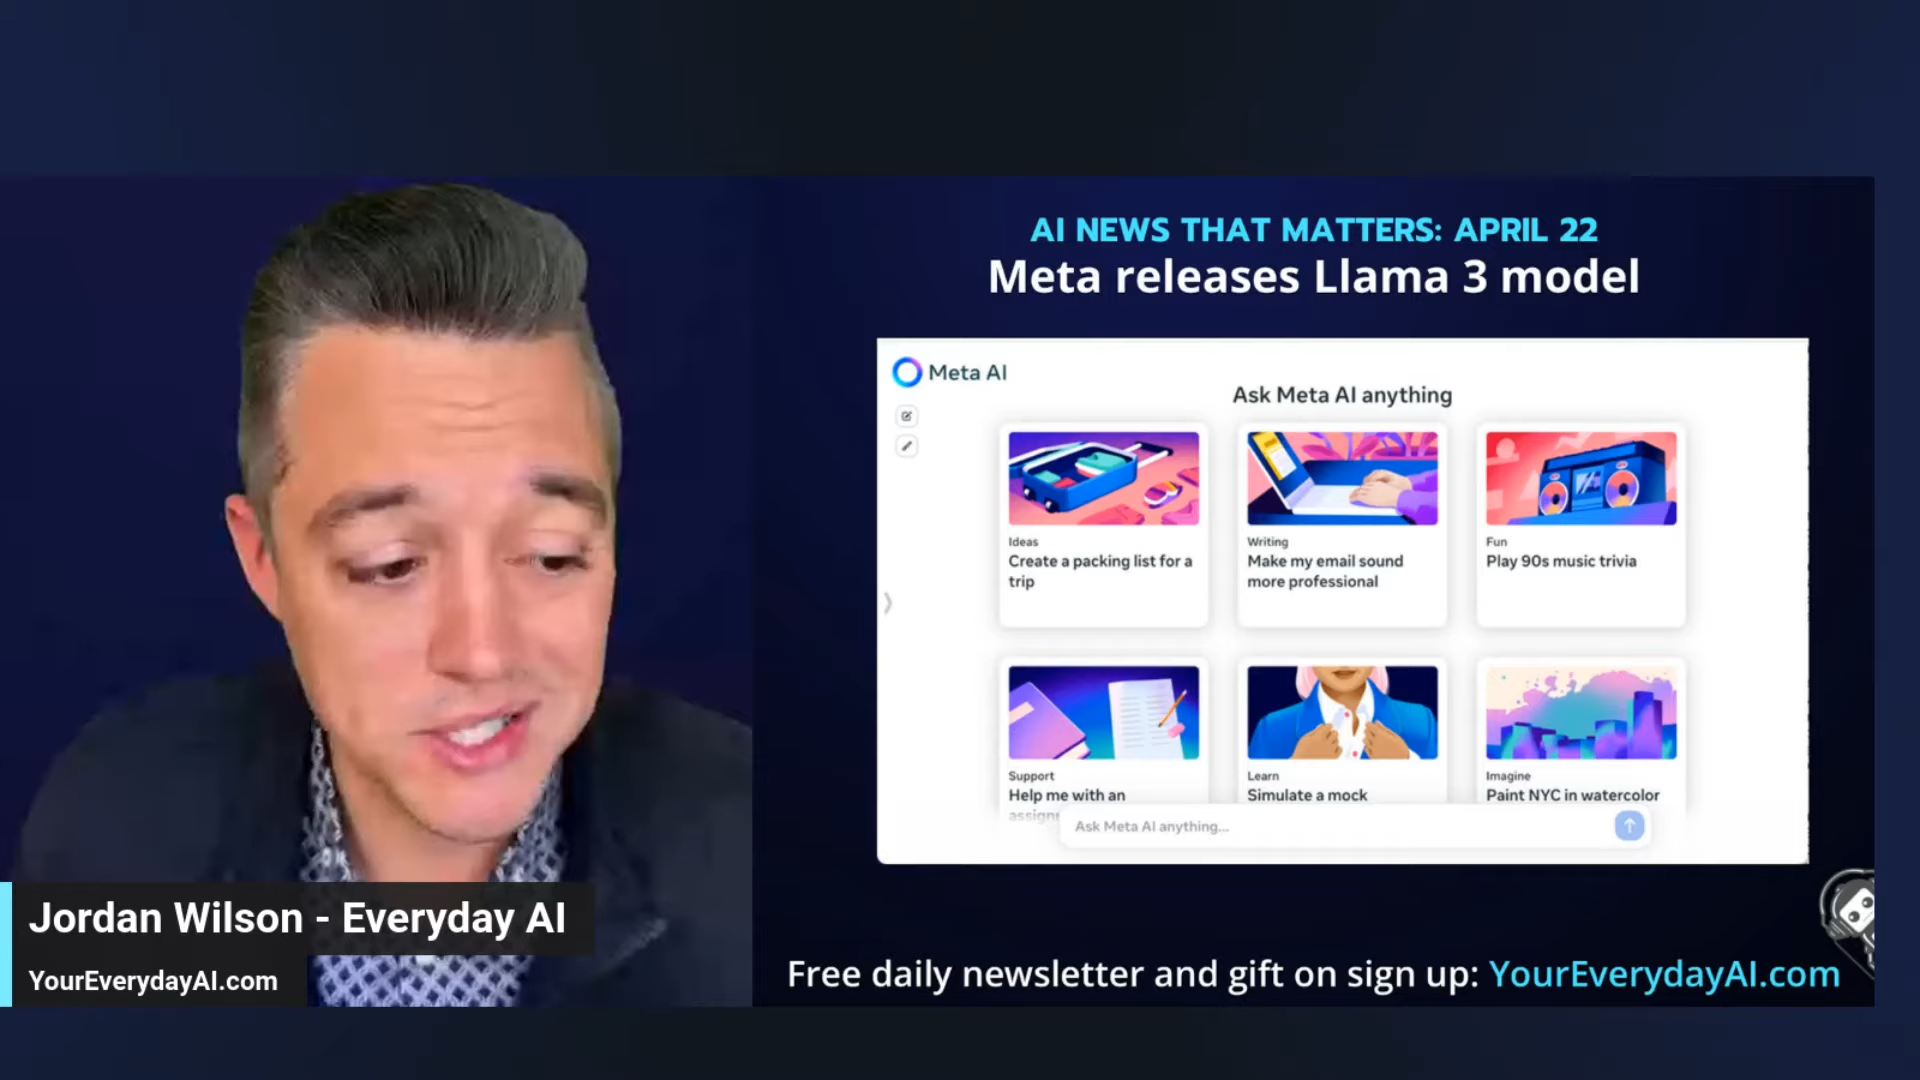 AI NEWS THAT MATTERS: APRIL 22
Meta releases Llama 3 model
Meta AI
Ask Meta AI anything
Ideas
Create a packing list for a
trip
Writing
Make my email sound
more professional
Fun
Play 90s music trivia
Support
Help me with an
Learn
Simulate a mock
Imagine
Paint NYC in watercolor
Ask Meta AI anything...
Jordan Wilson - Everyday AI
YourEverydayAI.com
Free daily newsletter and gift on sign up: YourEverydayAI.com